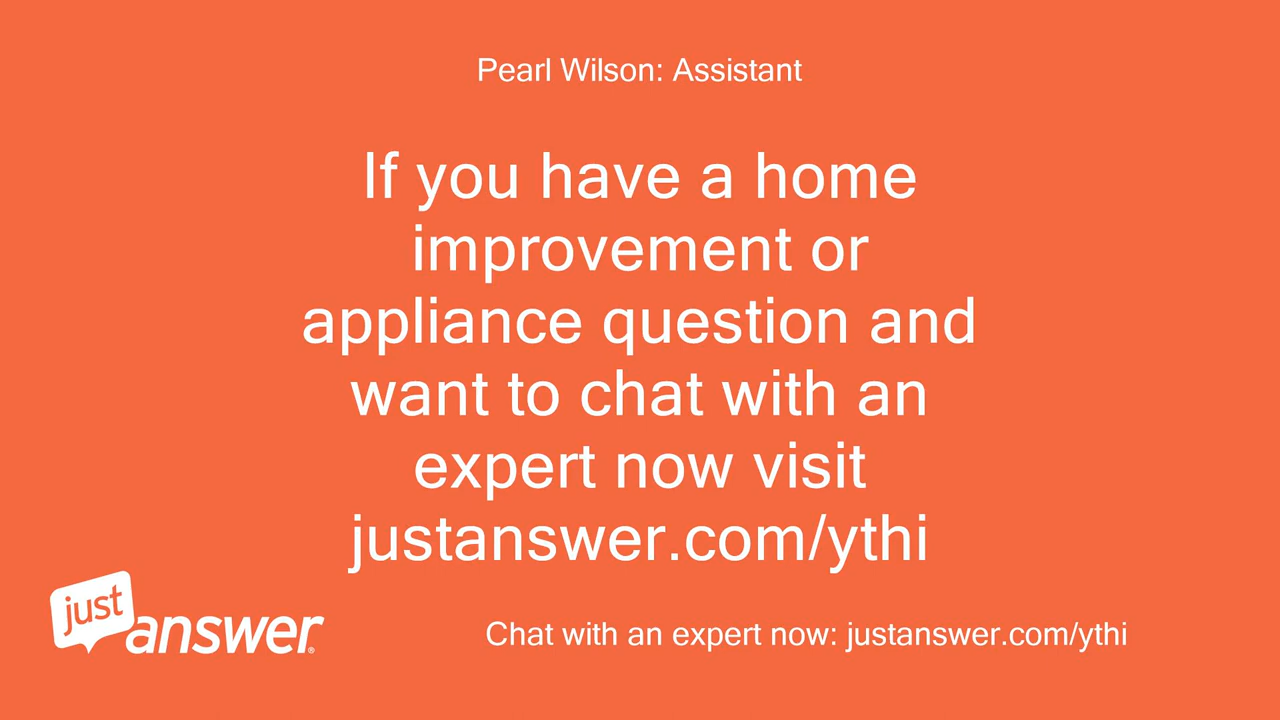 Pearl Wilson: Assistant
If you have a home
improvement or
appliance question and
want to chat with an
expert now visit
justanswer.com/ythi
just
answer®
Chat with an expert now: justanswer.com/ythi